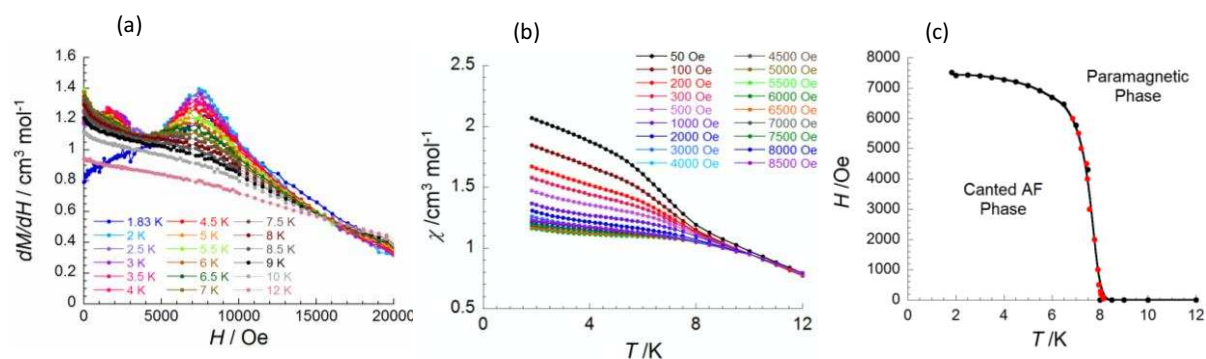 (a)
1.6
1.4
1.2
1
0.8
0.6
0.4
0.2
0
dM/dH / cm³ mol⁻¹
1.83 K 4.5 K 7.5 K
2 K 5 K 8 K
2.5 K 5.5 K 8.5 K
3 K 6 K 9 K
3.5 K 6.5 K 10 K
4 K 7 K 12 K
0 5000 10000 15000 20000
H / Oe
(b)
2.5
2
1.5
1
0.5
χ /cm³ mol⁻¹
50 Oe 4500 Oe
100 Oe 5000 Oe
200 Oe 5500 Oe
300 Oe 6000 Oe
500 Oe 6500 Oe
1000 Oe 7000 Oe
2000 Oe 7500 Oe
3000 Oe 8000 Oe
4000 Oe 8500 Oe
0 4 8 12
T /K
(c)
8000
7000
6000
5000
4000
3000
2000
1000
0
H /Oe
Paramagnetic
Phase
Canted AF
Phase
0 2 4 6 8 10 12
T /K